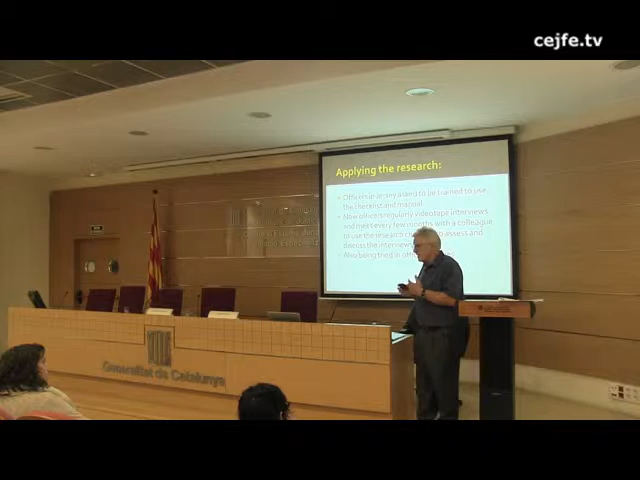 cejfe.tv
Applying the research:
Officers in Jersey asked to be trained to use
the checklist and manual
Now officers regularly videotape interviews
and meet every few months with a colleague
to use the research to assess and
discuss the interview
Also being tried in
Generalitat de Catalunya